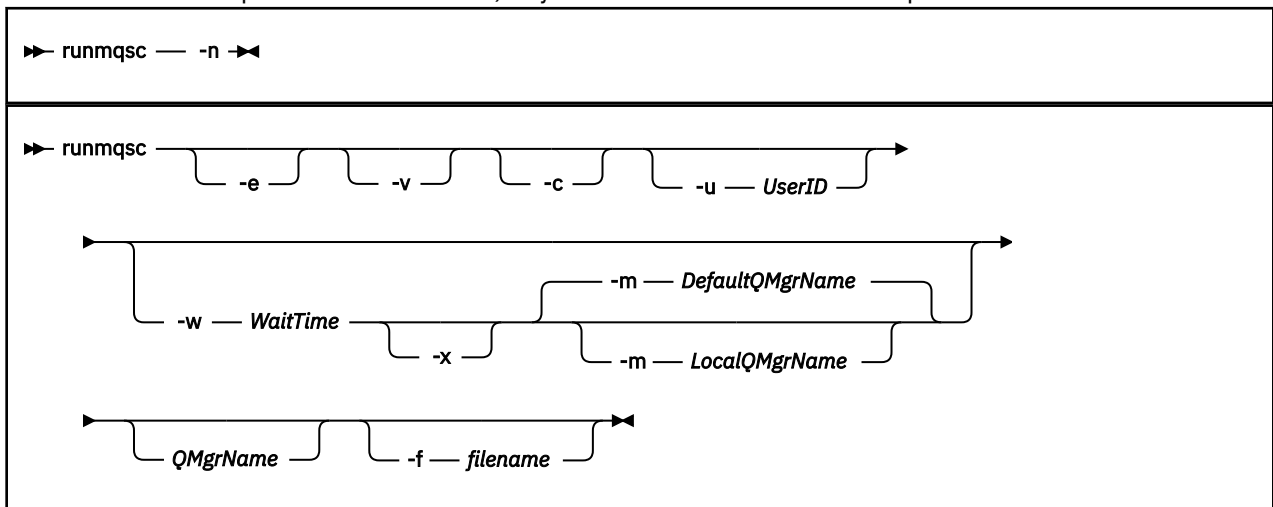 runmqsc -n
runmqsc
-e -v -c -u UserID
-m DefaultQMgrName
-w WaitTime
-x -m LocalQMgrName
QMgrName -f filename